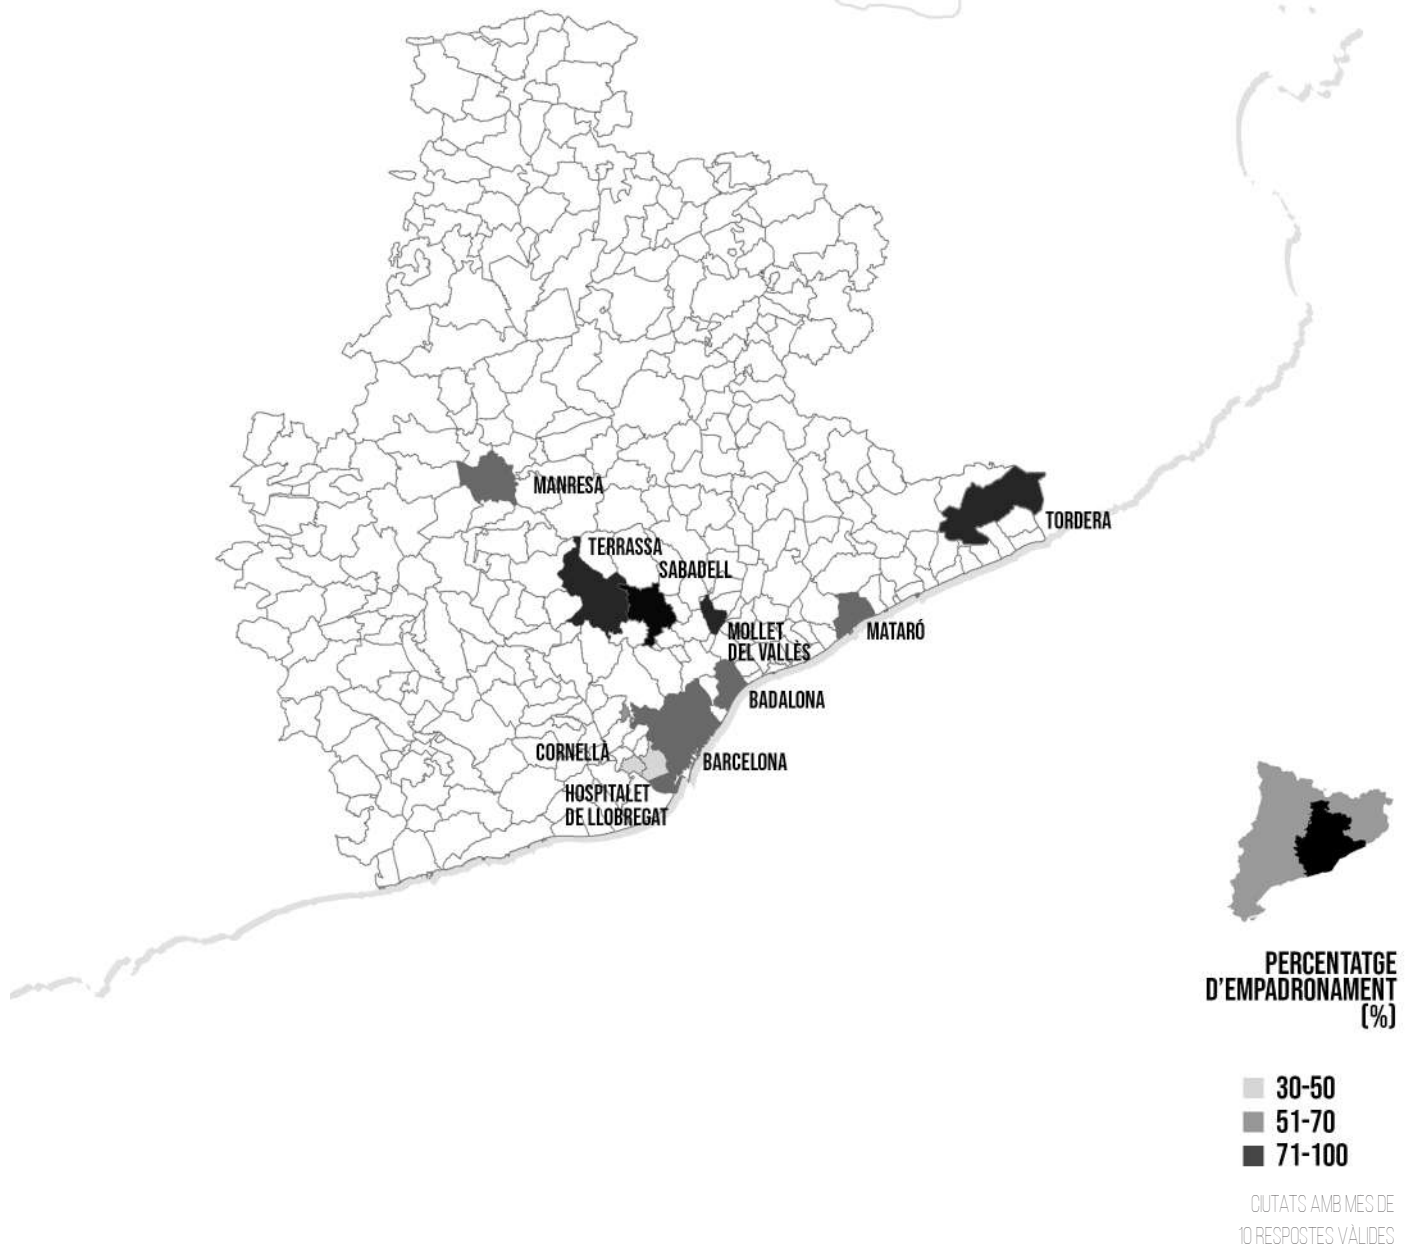 MANRESA
TORDERA
TERRASSA
SABADELL
MOLLET
DEL VALLÈS
MATARÓ
BADALONA
CORNELLÀ
BARCELONA
HOSPITALET
DE LLOBREGAT
PERCENTATGE
D'EMPADRONAMENT
(%)
30-50
51-70
71-100
CIUTATS AMB MES DE
10 RESPOSTES VÀLIDES